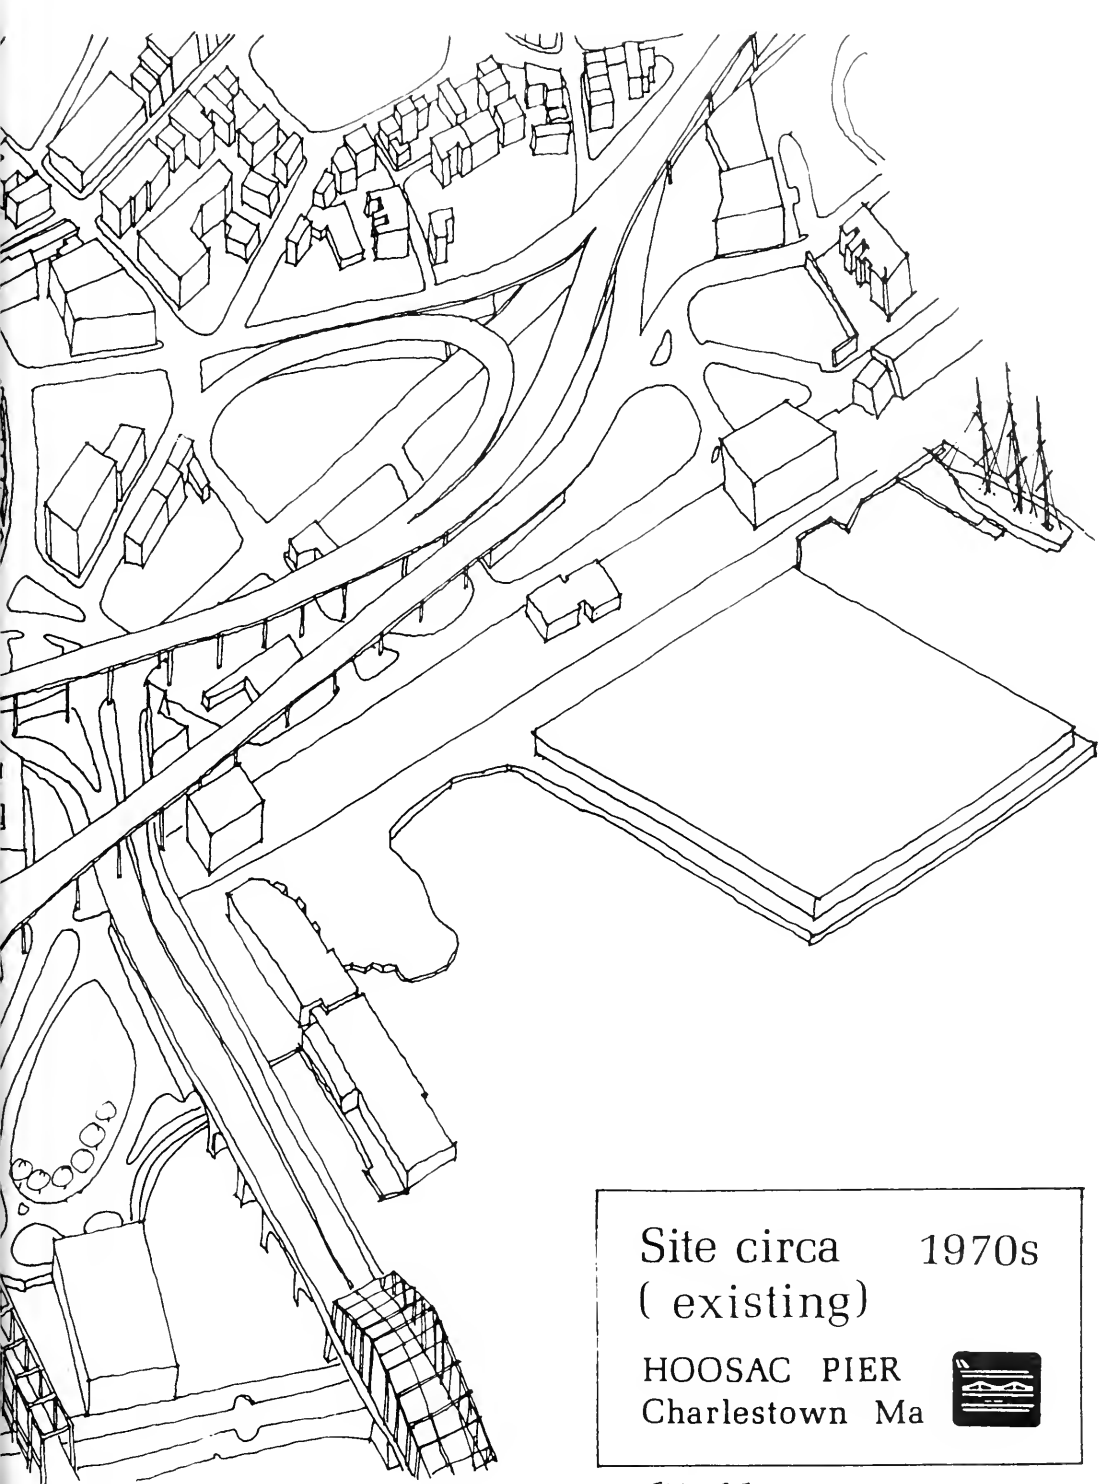 Site circa 1970s
( existing)
HOOSAC PIER
Charlestown Ma